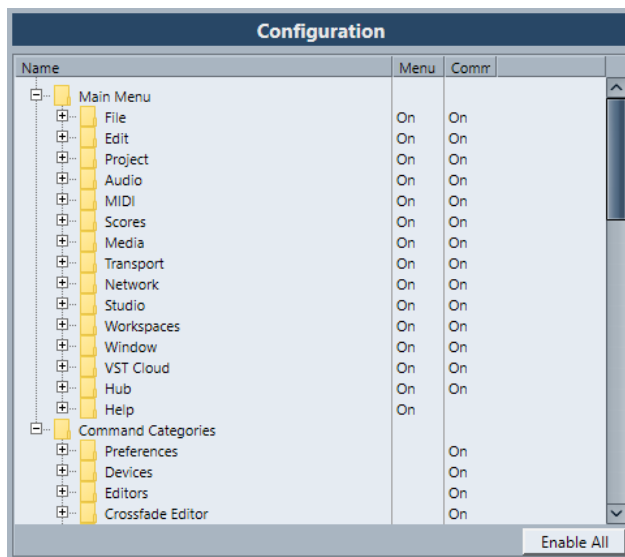 Configuration
Name Menu Comm
Main Menu
File On On
Edit On On
Project On On
Audio On On
MIDI On On
Scores On On
Media On On
Transport On On
Network On On
Studio On On
Workspaces On On
Window On On
VST Cloud On On
Hub On On
Help On
Command Categories
Preferences On
Devices On
Editors On
Crossfade Editor On
Enable All